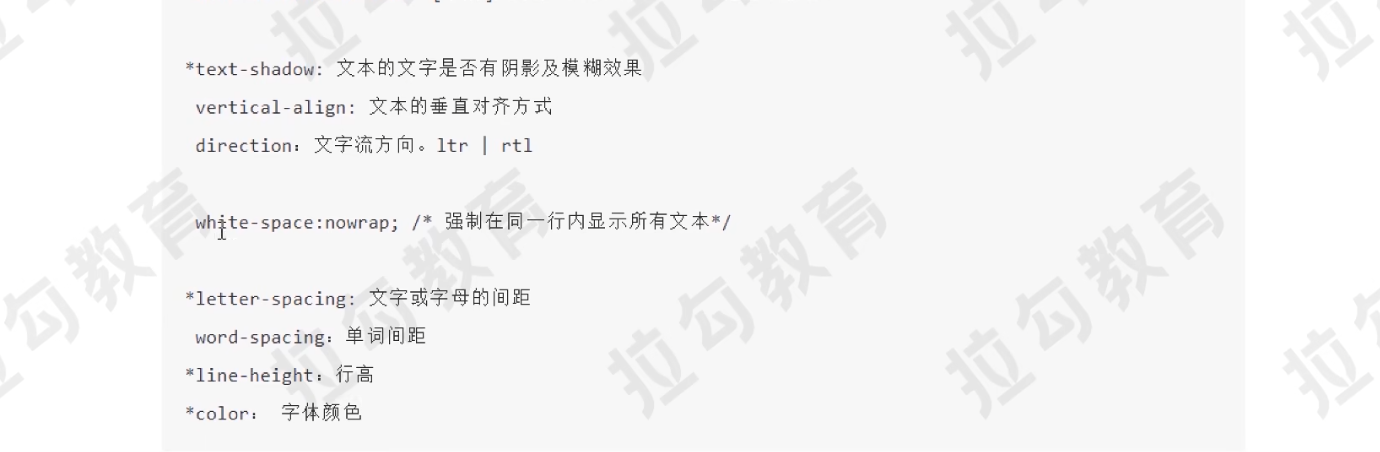 *text-shadow: 文本的文字是否有阴影及模糊效果
vertical-align: 文本的垂直对齐方式
direction：文字流方向。ltr | rtl
white-space:nowrap; /* 强制在同一行内显示所有文本*/
*letter-spacing: 文字或字母的间距
word-spacing：单词间距
*line-height：行高
*color： 字体颜色
拉勾教育